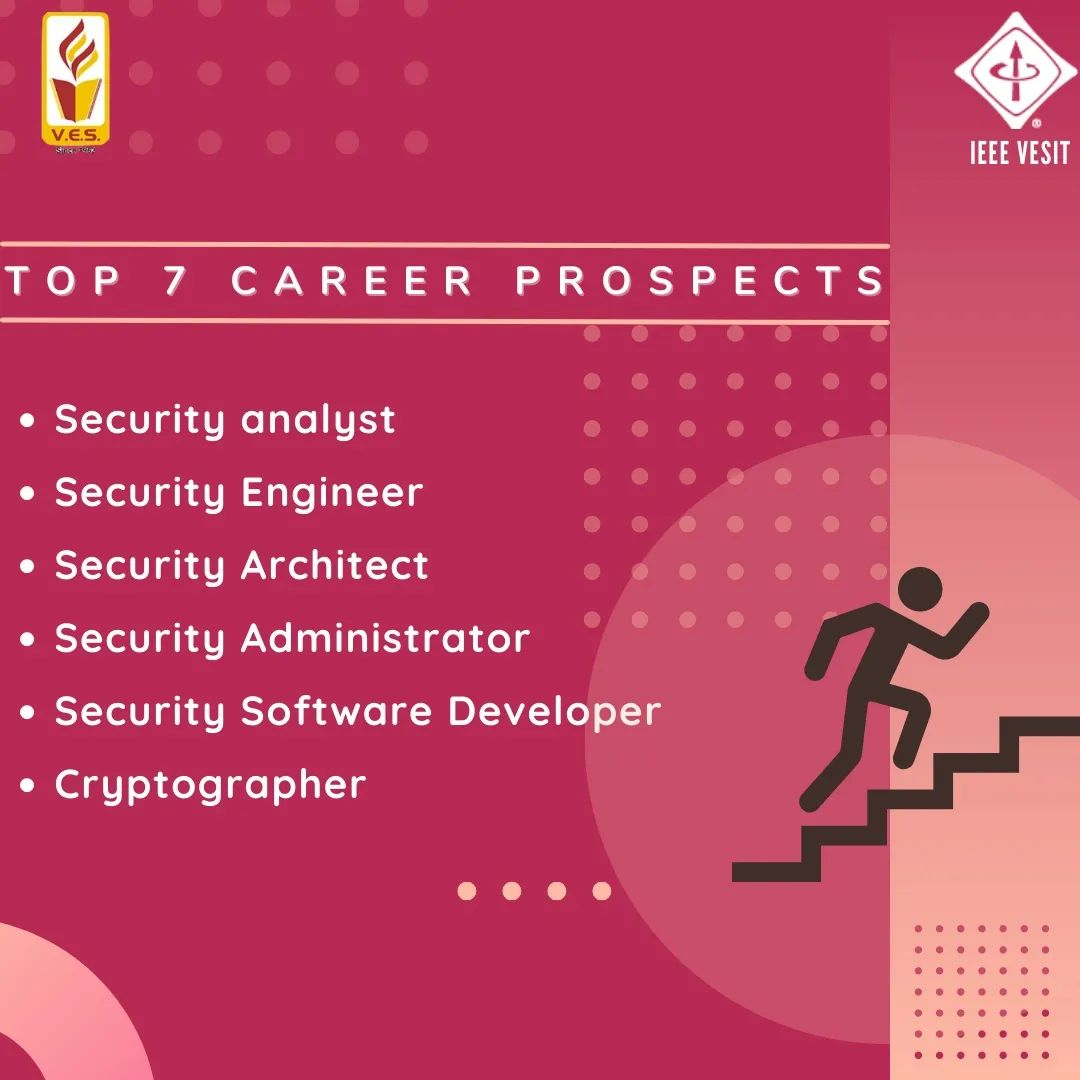 V.E.S.
IEEE VESIT
TOP 7 CAREER PROSPECTS
• Security analyst
• Security Engineer
• Security Architect
• Security Administrator
• Security Software Developer
• Cryptographer